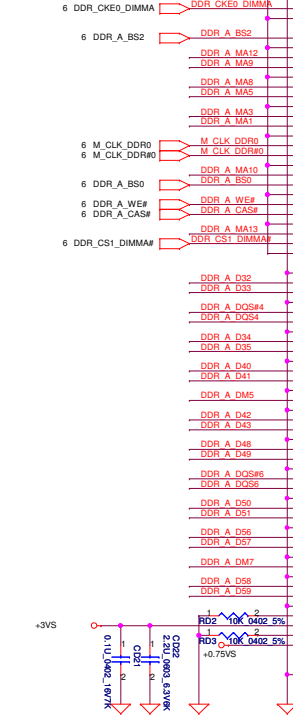 6 DDR_CKE0_DIMMA DDR_CKE0_DIMMA
6 DDR_A_BS2 DDR_A_BS2
DDR_A_MA12
DDR_A_MA9
DDR_A_MA8
DDR_A_MA5
DDR_A_MA3
DDR_A_MA1
6 M_CLK_DDR0 M_CLK_DDR0
6 M_CLK_DDR#0 M_CLK_DDR#0
DDR_A_MA10
6 DDR_A_BS0 DDR_A_BS0
6 DDR_A_WE# DDR_A_WE#
6 DDR_A_CAS# DDR_A_CAS#
DDR_A_MA13
6 DDR_CS1_DIMMA# DDR_CS1_DIMMA#
DDR_A_D32
DDR_A_D33
DDR_A_DQS#4
DDR_A_DQS4
DDR_A_D34
DDR_A_D35
DDR_A_D40
DDR_A_D41
DDR_A_DM5
DDR_A_D42
DDR_A_D43
DDR_A_D48
DDR_A_D49
DDR_A_DQS#6
DDR_A_DQS6
DDR_A_D50
DDR_A_D51
DDR_A_D56
DDR_A_D57
DDR_A_DM7
DDR_A_D58
DDR_A_D59
1 2
RD2 10K_0402_5%
+3VS
1 2
RD3 10K_0402_5%
+0.75VS
1
2
CD21
0.1U_0402_16V7K
1
2
CD22
2.2U_0603_6.3V6K